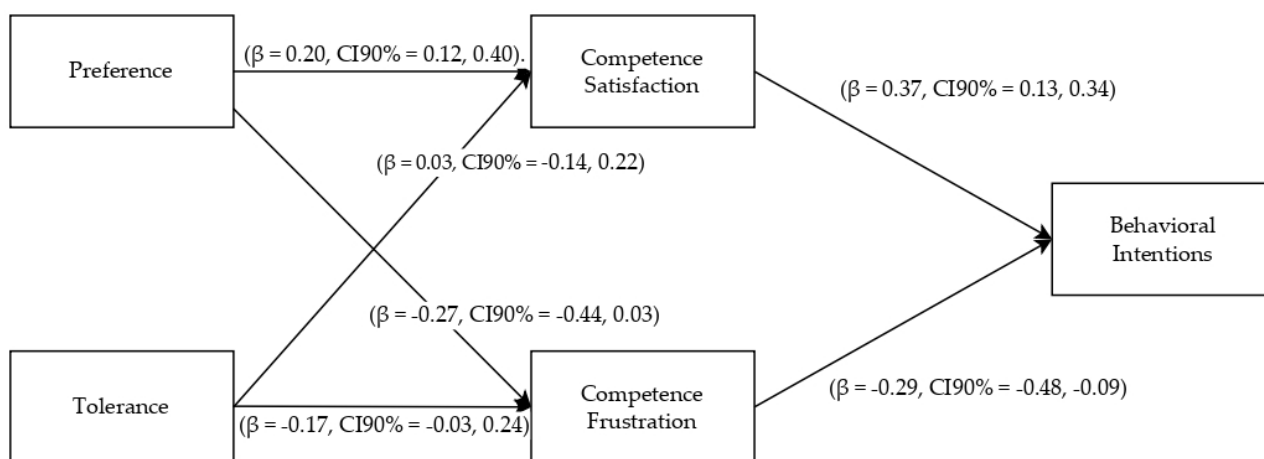 Preference
(β = 0.20, CI90% = 0.12, 0.40).
Competence
Satisfaction
(β = 0.37, CI90% = 0.13, 0.34)
(β = 0.03, CI90% = -0.14, 0.22)
Behavioral
Intentions
(β = -0.27, CI90% = -0.44, 0.03)
Tolerance
(β = -0.17, CI90% = -0.03, 0.24)
Competence
Frustration
(β = -0.29, CI90% = -0.48, -0.09)